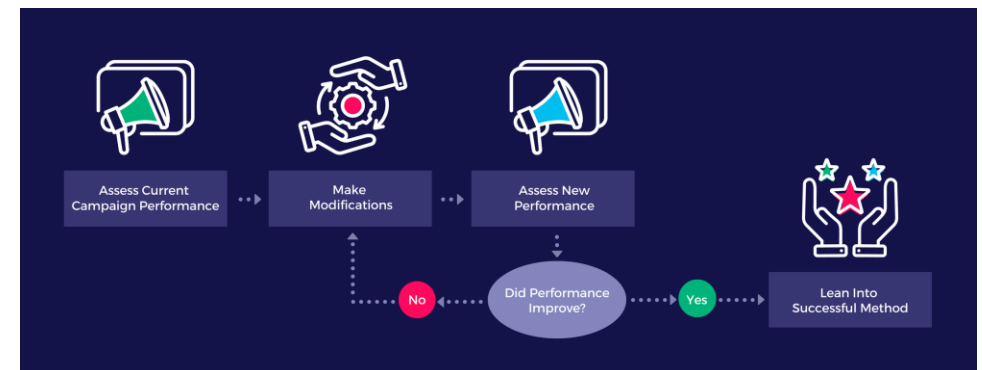 Assess Current
Campaign Performance
Make
Modifications
Assess New
Performance
Did Performance
Improve?
No
Yes
Lean Into
Successful Method